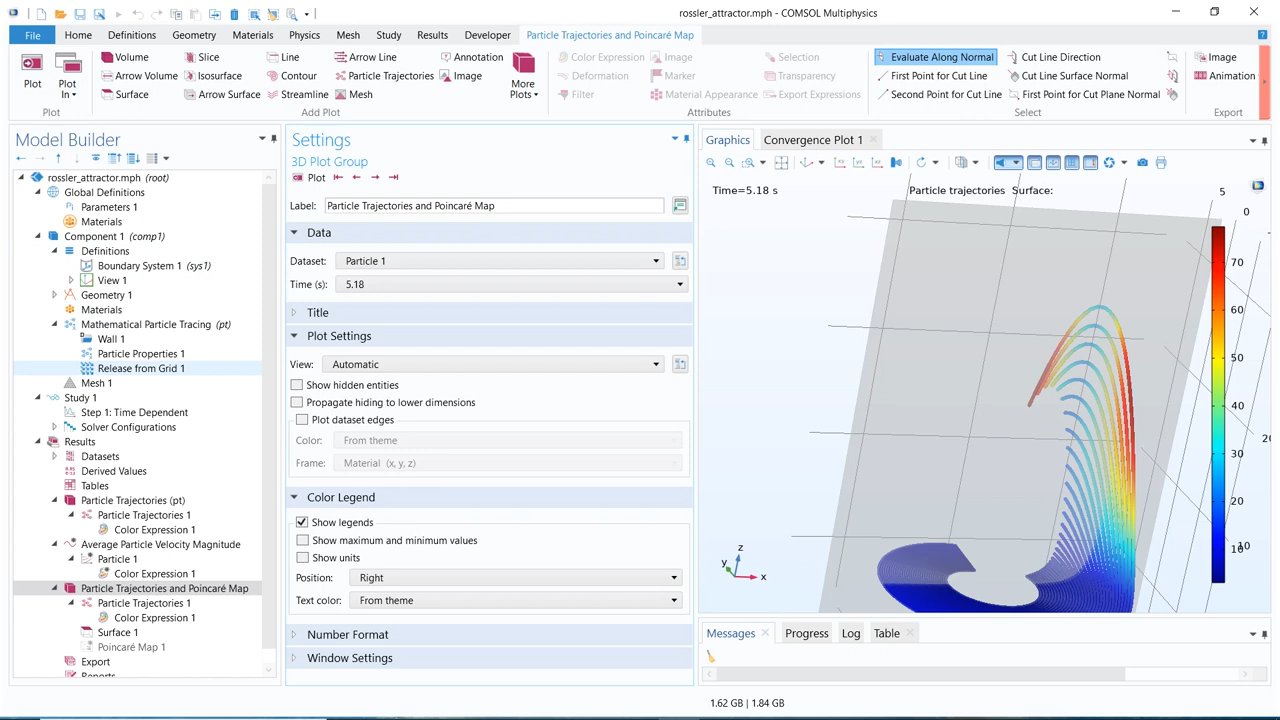 rossler_attractor.mph - COMSOL Multiphysics
File Home Definitions Geometry Materials Physics Mesh Study Results Developer Particle Trajectories and Poincaré Map
Volume Slice Line Arrow Line Annotation Color Expression Image Selection Evaluate Along Normal Cut Line Direction Image
Arrow Volume Isosurface Contour Particle Trajectories Image Deformation Marker Transparency First Point for Cut Line Cut Line Surface Normal Animation
Plot Plot In More Plots
Surface Arrow Surface Streamline Mesh Filter Material Appearance Export Expressions Second Point for Cut Line First Point for Cut Plane Normal
Plot Add Plot Attributes Select Export
Model Builder
rossler_attractor.mph (root)
Global Definitions
Parameters 1
Materials
Component 1 (comp1)
Definitions
Boundary System 1 (sys1)
View 1
Geometry 1
Materials
Mathematical Particle Tracing (pt)
Wall 1
Particle Properties 1
Release from Grid 1
Mesh 1
Study 1
Step 1: Time Dependent
Solver Configurations
Results
Datasets
Derived Values
Tables
Particle Trajectories (pt)
Particle Trajectories 1
Color Expression 1
Average Particle Velocity Magnitude
Particle 1
Color Expression 1
Particle Trajectories and Poincaré Map
Particle Trajectories 1
Color Expression 1
Surface 1
Poincaré Map 1
Export
Reports
Settings
3D Plot Group
Plot
Label: Particle Trajectories and Poincaré Map
Data
Dataset: Particle 1
Time (s): 5.18
Title
Plot Settings
View: Automatic
Show hidden entities
Propagate hiding to lower dimensions
Plot dataset edges
Color: From theme
Frame: Material (x, y, z)
Color Legend
Show legends
Show maximum and minimum values
Show units
Position: Right
Text color: From theme
Number Format
Window Settings
Graphics Convergence Plot 1
Time=5.18 s Particle trajectories Surface:
5
0
70
60
50
40
30
20
10
0
z
y
x
Messages Progress Log Table
1.62 GB | 1.84 GB